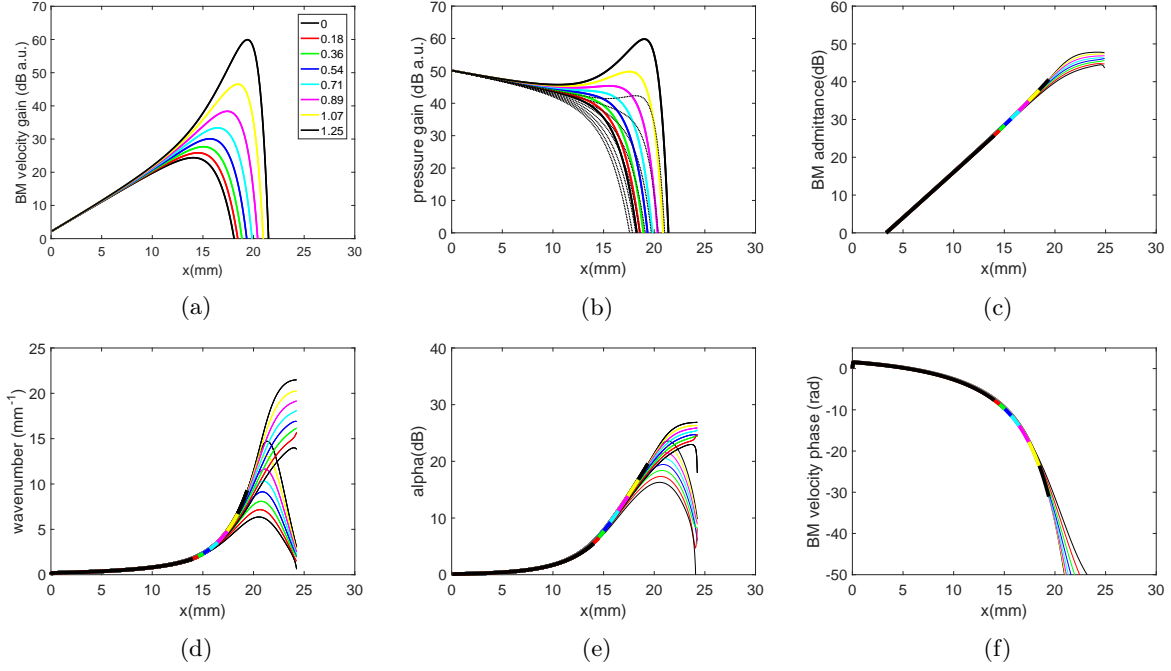 BM velocity gain (dB a.u.)
70
60
50
40
30
20
10
0
0 5 10 15 20 25 30
x(mm)
0
0.18
0.36
0.54
0.71
0.89
1.07
1.25
(a)
pressure gain (dB a.u.)
70
60
50
40
30
20
10
0
0 5 10 15 20 25 30
x(mm)
(b)
BM admittance(dB)
60
50
40
30
20
10
0
0 5 10 15 20 25 30
x(mm)
(c)
wavenumber (mm⁻¹)
25
20
15
10
5
0
0 5 10 15 20 25 30
x(mm)
(d)
alpha(dB)
40
30
20
10
0
0 5 10 15 20 25 30
x(mm)
(e)
BM velocity phase (rad)
0
-10
-20
-30
-40
-50
0 5 10 15 20 25 30
x(mm)
(f)